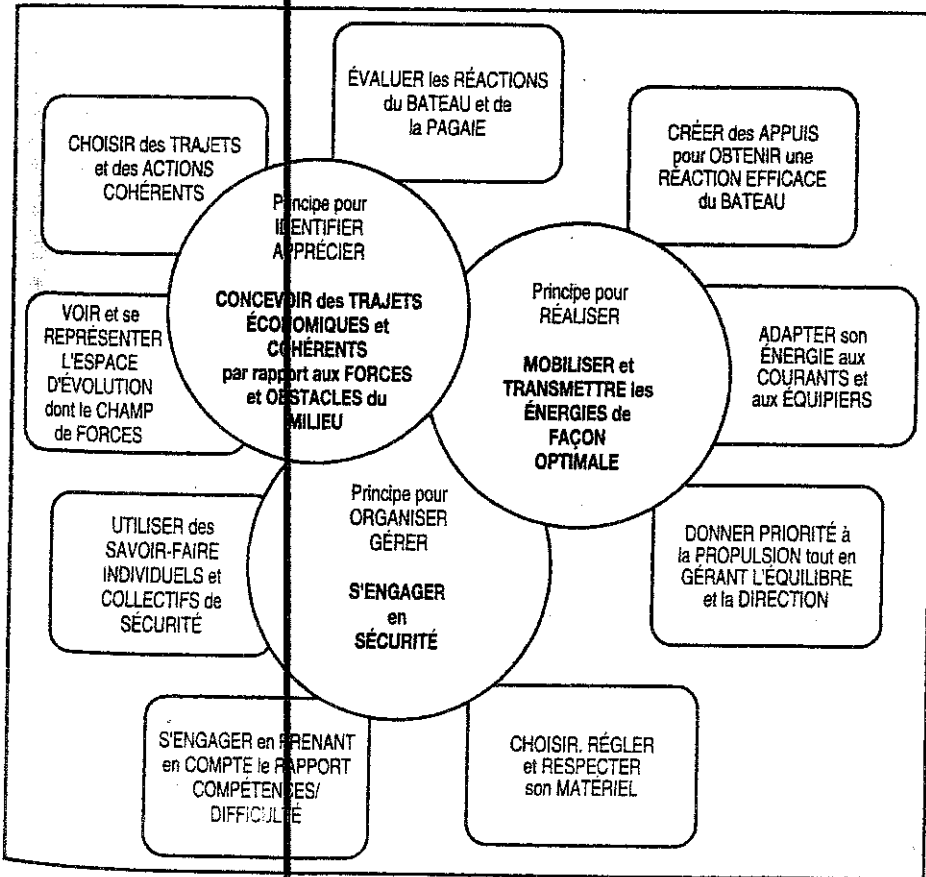 ÉVALUER les RÉACTIONS
du BATEAU et de
la PAGAIE
CHOISIR des TRAJETS
et des ACTIONS
COHÉRENTS
CRÉER des APPUIS
pour OBTENIR une
RÉACTION EFFICACE
du BATEAU
Principe pour
IDENTIFIER
APPRÉCIER
CONCEVOIR des TRAJETS
ÉCONOMIQUES et
COHÉRENTS
par rapport aux FORCES
et OBSTACLES du
MILIEU
Principe pour
RÉALISER
MOBILISER et
TRANSMETTRE les
ÉNERGIES de
FAÇON
OPTIMALE
VOIR et se
REPRÉSENTER
L'ESPACE
D'ÉVOLUTION
dont le CHAMP
de FORCES
ADAPTER son
ÉNERGIE aux
COURANTS et
aux ÉQUIPIERS
Principe pour
ORGANISER
GÉRER
S'ENGAGER
en
SÉCURITÉ
UTILISER des
SAVOIR-FAIRE
INDIVIDUELS et
COLLECTIFS de
SÉCURITÉ
DONNER PRIORITÉ à
la PROPULSION tout en
GÉRANT L'ÉQUILIBRE
et la DIRECTION
S'ENGAGER en PRENANT
en COMPTE le RAPPORT
COMPÉTENCES/
DIFFICULTÉ
CHOISIR. RÉGLER
et RESPECTER
son MATÉRIEL